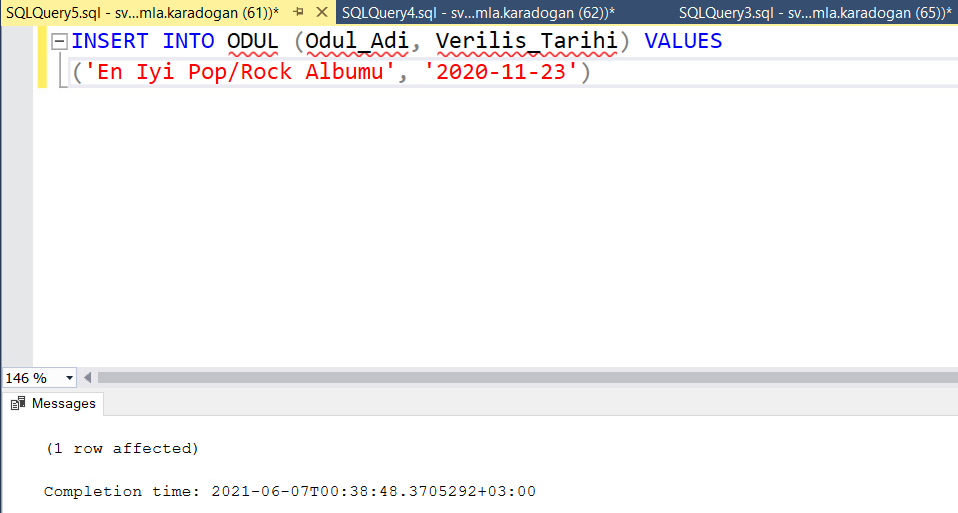 SQLQuery5.sql - sv...mla.karadogan (61))* SQLQuery4.sql - sv...mla.karadogan (62))* SQLQuery3.sql - sv...mla.karadogan (65))*
INSERT INTO ODUL (Odul_Adi, Verilis_Tarihi) VALUES
('En Iyi Pop/Rock Albumu', '2020-11-23')
146 %
Messages
(1 row affected)
Completion time: 2021-06-07T00:38:48.3705292+03:00